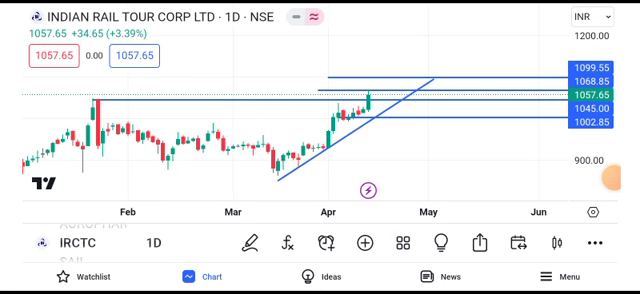 INDIAN RAIL TOUR CORP LTD · 1D · NSE
INR
1057.65 +34.65 (+3.39%)
1057.65 0.00 1057.65
1200.00
1099.55
1068.85
1057.65
1045.00
1002.85
900.00
Feb Mar Apr May Jun
IRCTC 1D
SAIL
Watchlist Chart Ideas News Menu